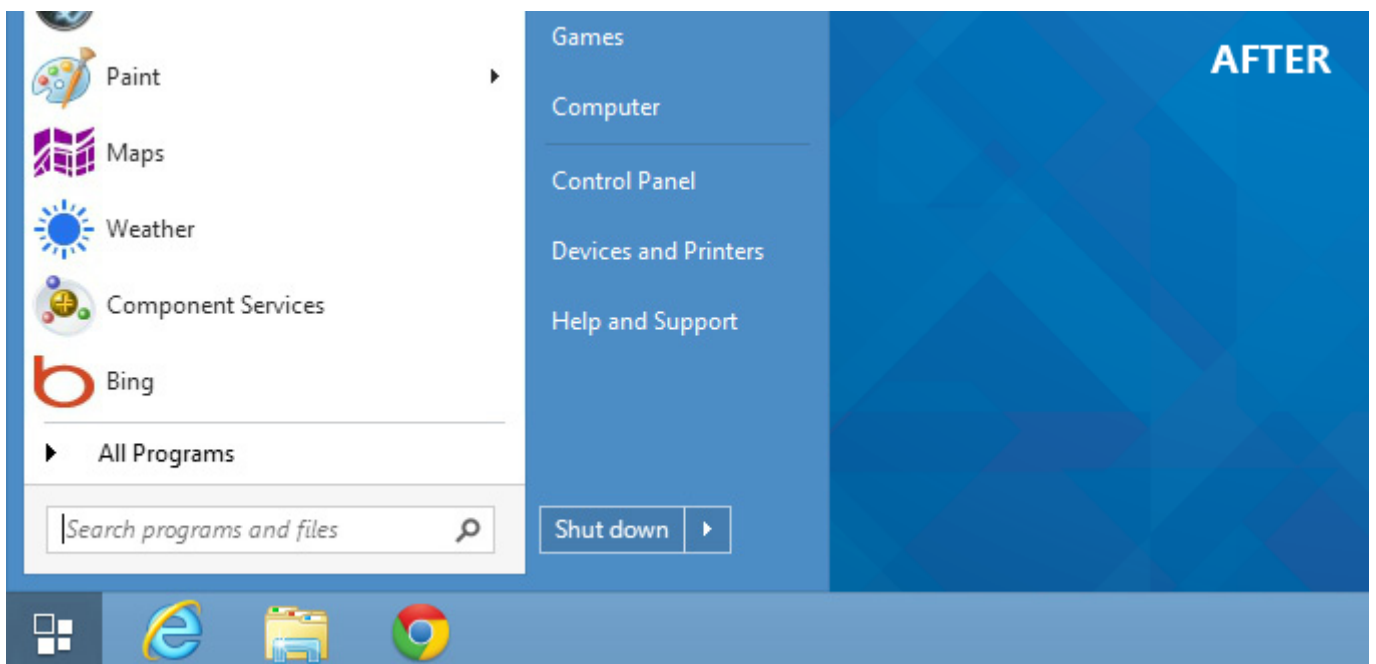 Paint
Maps
Weather
Component Services
Bing
All Programs
Search programs and files
Games
Computer
Control Panel
Devices and Printers
Help and Support
Shut down
AFTER